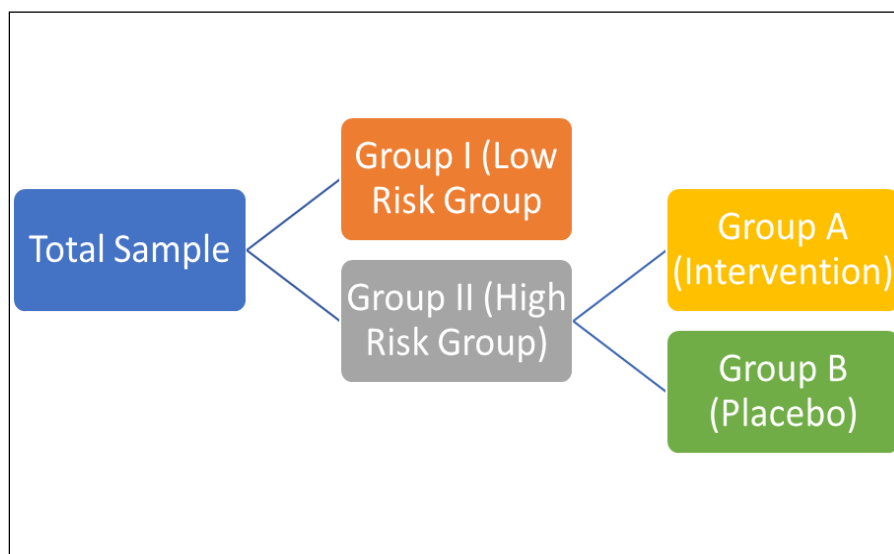 Total Sample
Group I (Low
Risk Group
Group II (High
Risk Group)
Group A
(Intervention)
Group B
(Placebo)